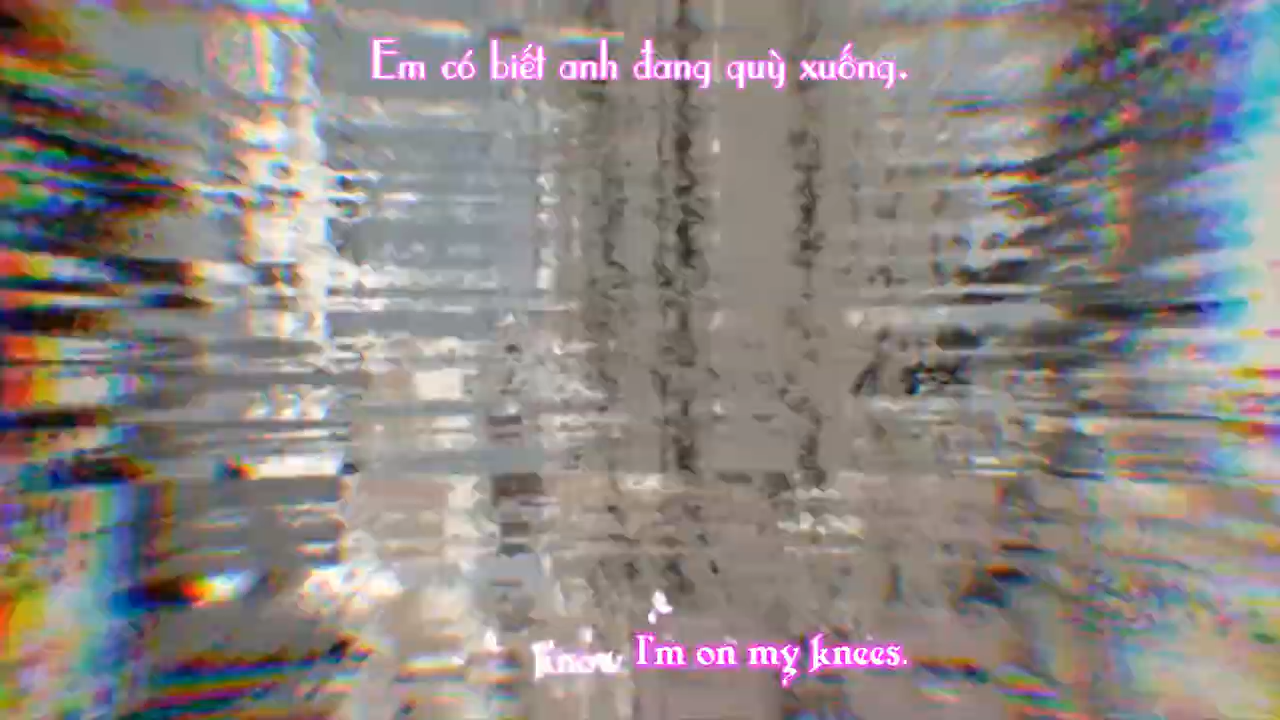 Em có biết anh đang quỳ xuống.
know I'm on my knees.